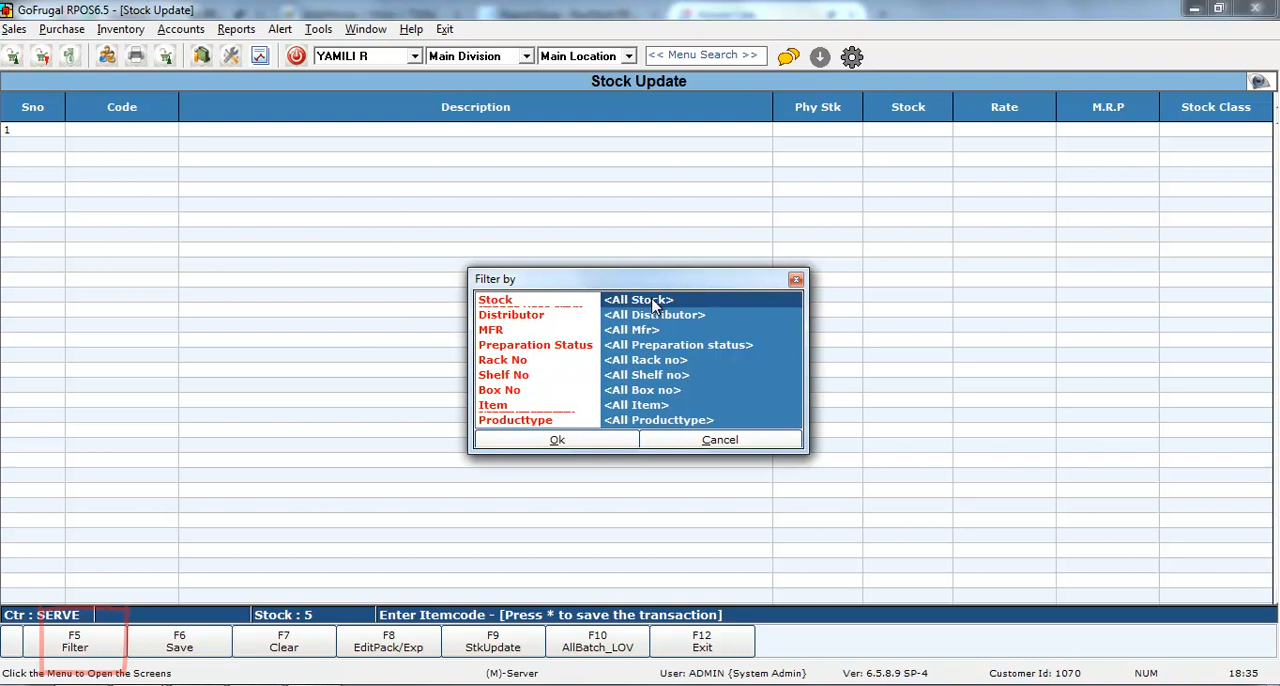 GoFrugal RPOS6.5 - [Stock Update]
Sales Purchase Inventory Accounts Reports Alert Tools Window Help Exit
YAMILI R Main Division Main Location << Menu Search >>
Stock Update
Sno Code Description Phy Stk Stock Rate M.R.P Stock Class
1
Filter by
Stock <All Stock>
Distributor <All Distributor>
MFR <All Mfr>
Preparation Status <All Preparation status>
Rack No <All Rack no>
Shelf No <All Shelf no>
Box No <All Box no>
Item <All Item>
Producttype <All Producttype>
Ok Cancel
Ctr : SERVE Stock : 5 Enter Itemcode - [Press * to save the transaction]
F5 F6 F7 F8 F9 F10 F12
Filter Save Clear EditPack/Exp StkUpdate AllBatch_LOV Exit
Click the Menu to Open the Screens (M)-Server User: ADMIN {System Admin} Ver: 6.5.8.9 SP-4 Customer Id: 1070 NUM 18:35